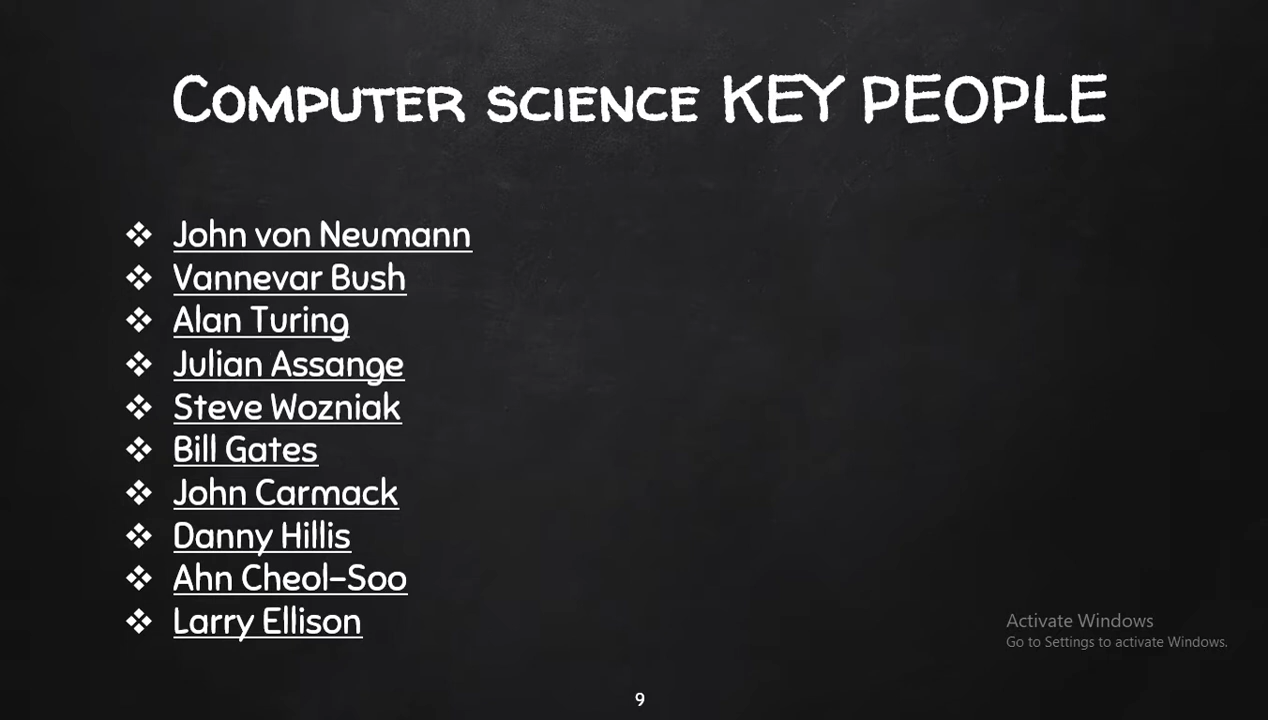 Computer science KEY PEOPLE
❖ John von Neumann
❖ Vannevar Bush
❖ Alan Turing
❖ Julian Assange
❖ Steve Wozniak
❖ Bill Gates
❖ John Carmack
❖ Danny Hillis
❖ Ahn Cheol-Soo
❖ Larry Ellison
Activate Windows
Go to Settings to activate Windows.
9